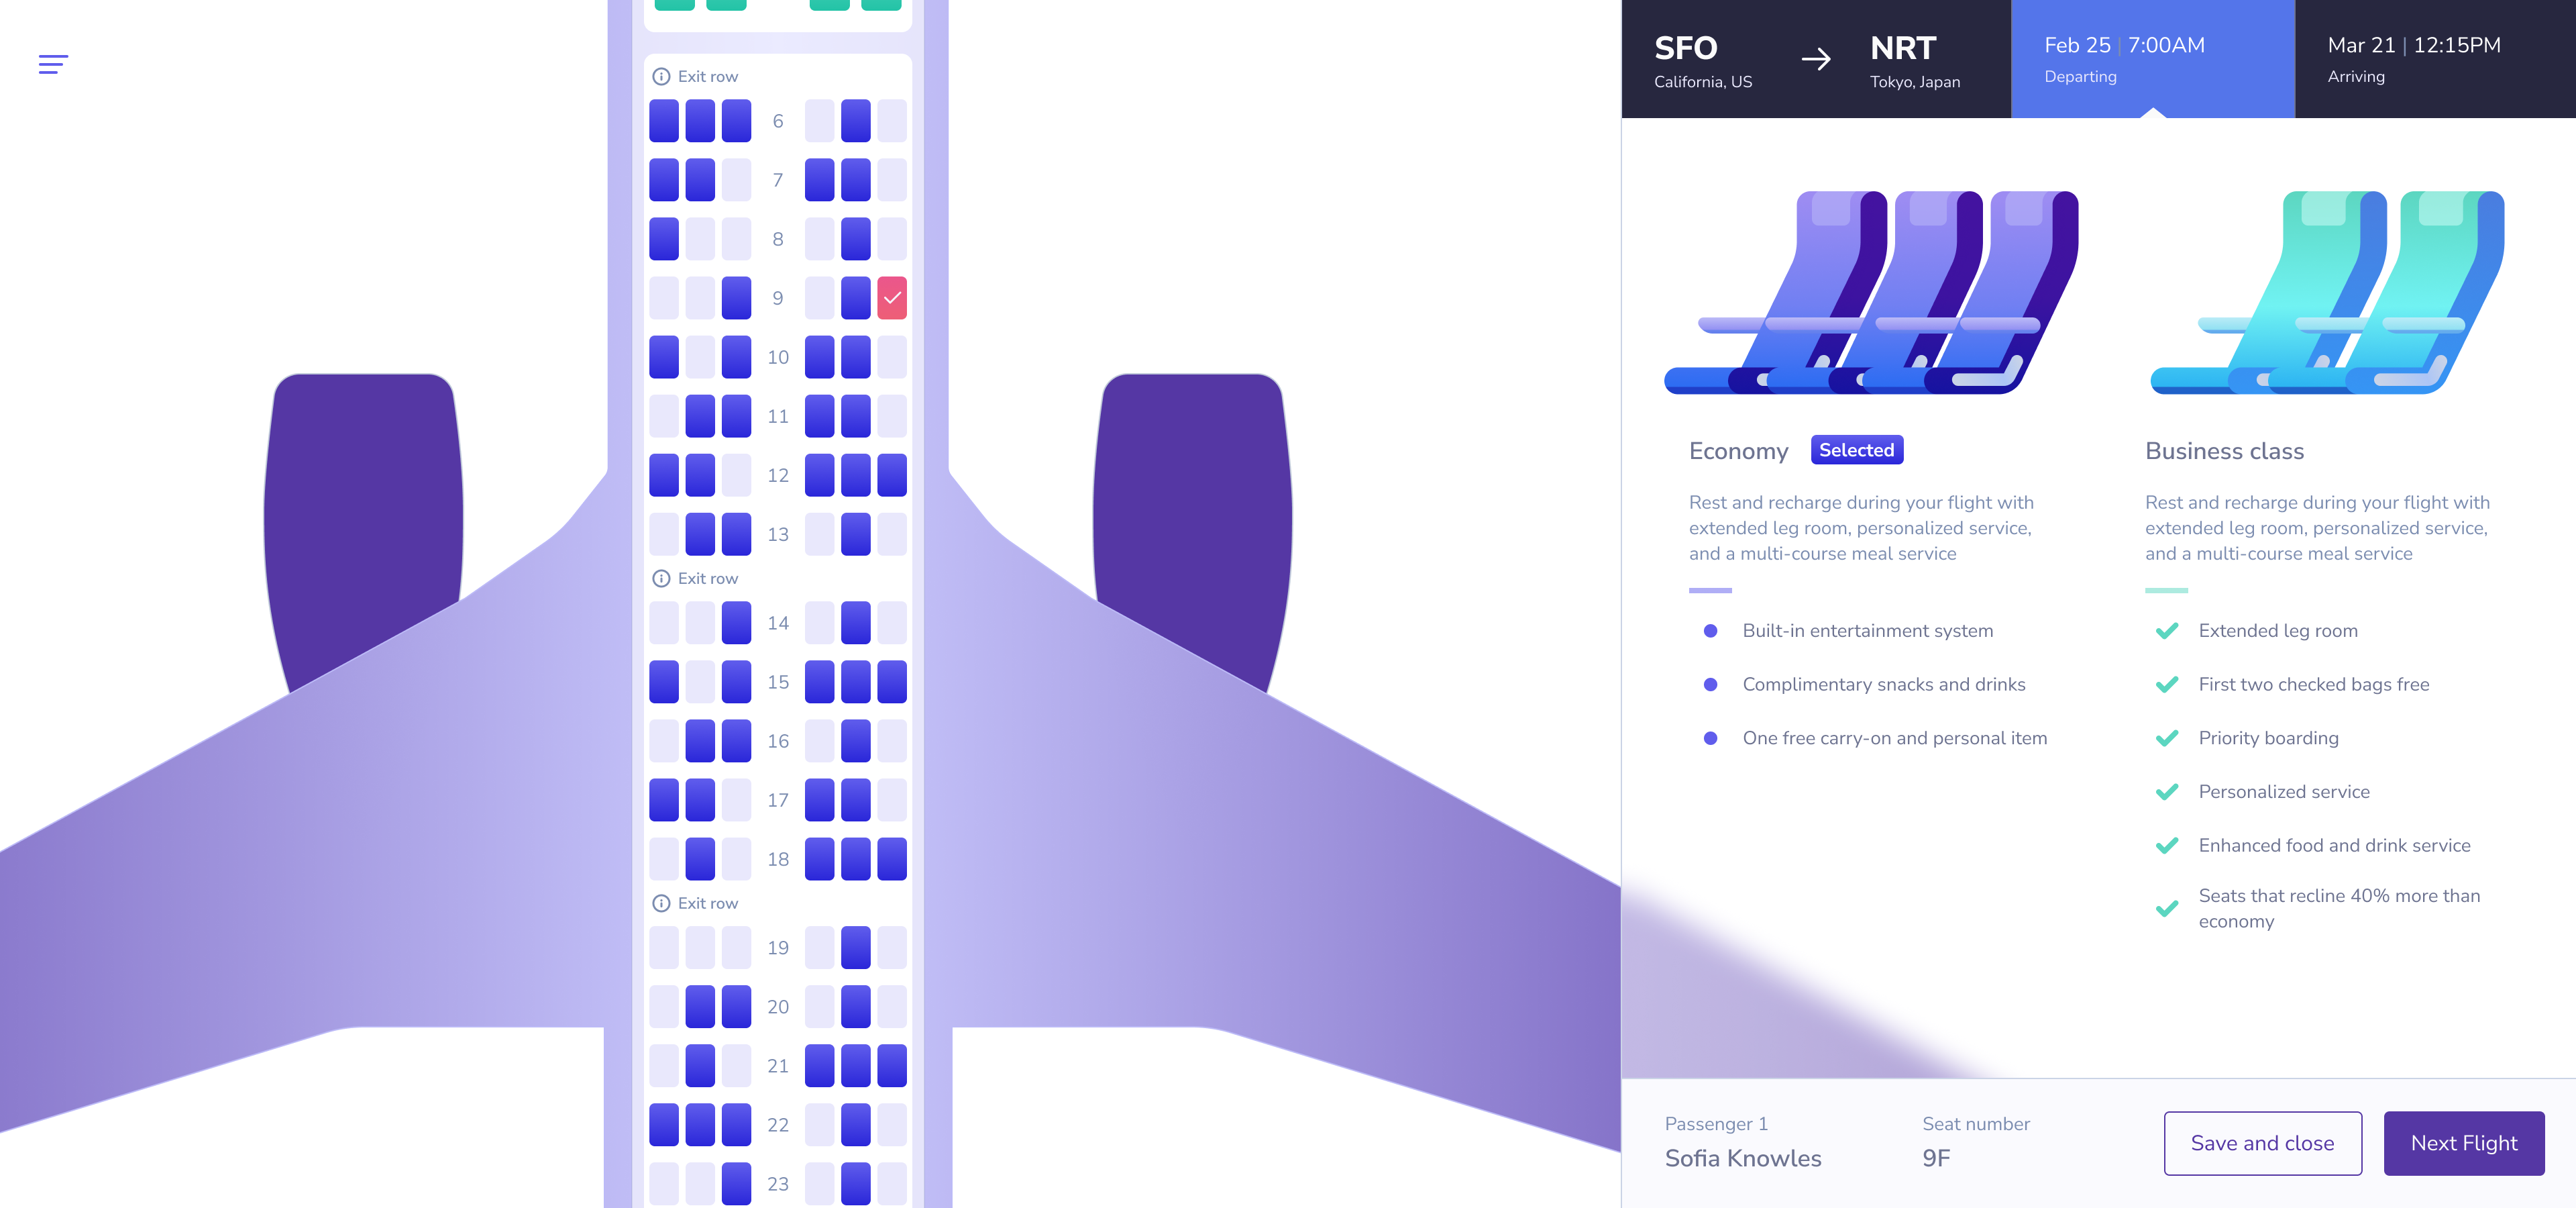 Exit row
6
7
8
9
10
11
12
13
Exit row
14
15
16
17
18
Exit row
19
20
21
22
23
SFO
California, US
NRT
Tokyo, Japan
Feb 25 | 7:00AM
Departing
Mar 21 | 12:15PM
Arriving
Economy
Selected
Rest and recharge during your flight with
extended leg room, personalized service,
and a multi-course meal service
Built-in entertainment system
Complimentary snacks and drinks
One free carry-on and personal item
Business class
Rest and recharge during your flight with
extended leg room, personalized service,
and a multi-course meal service
Extended leg room
First two checked bags free
Priority boarding
Personalized service
Enhanced food and drink service
Seats that recline 40% more than
economy
Passenger 1
Sofia Knowles
Seat number
9F
Save and close
Next Flight